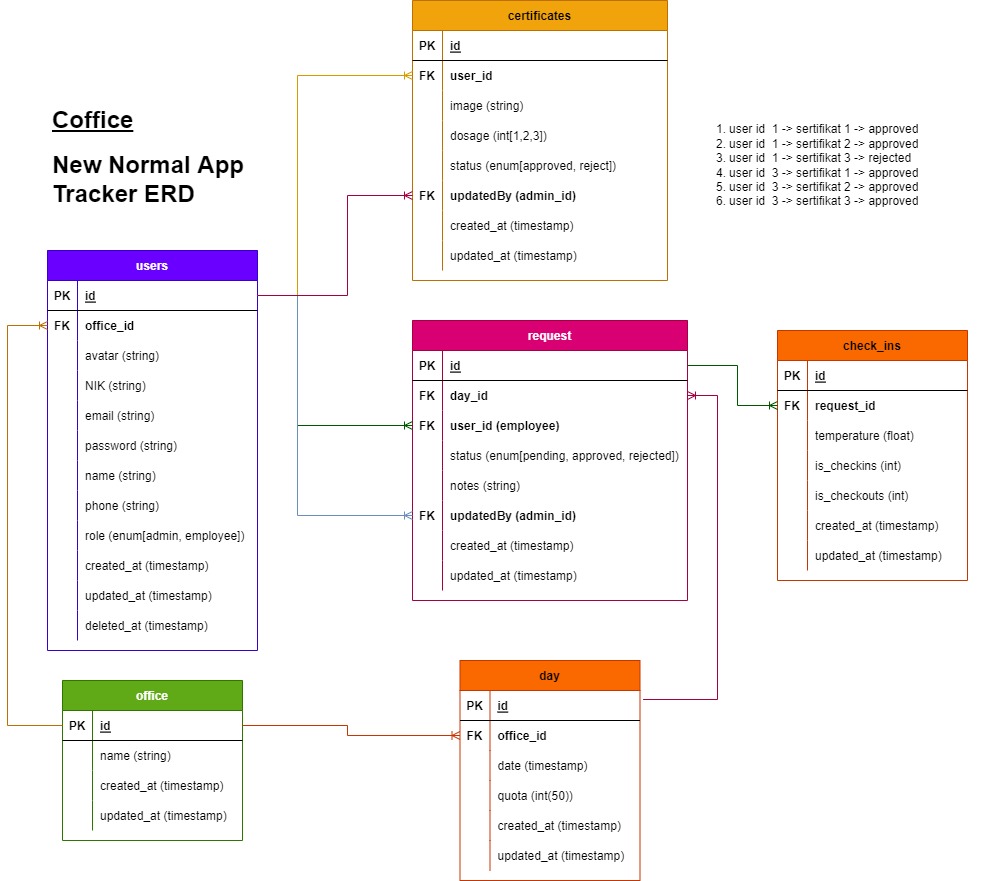 Coffice
New Normal App
Tracker ERD
certificates
PK id
FK user_id
image (string)
dosage (int[1,2,3])
status (enum[approved, reject])
FK updatedBy (admin_id)
created_at (timestamp)
updated_at (timestamp)
1. user id  1 -> sertifikat 1 -> approved
2. user id  1 -> sertifikat 2 -> approved
3. user id  1 -> sertifikat 3 -> rejected
4. user id  3 -> sertifikat 1 -> approved
5. user id  3 -> sertifikat 2 -> approved
6. user id  3 -> sertifikat 3 -> approved
users
PK id
FK office_id
avatar (string)
NIK (string)
email (string)
password (string)
name (string)
phone (string)
role (enum[admin, employee])
created_at (timestamp)
updated_at (timestamp)
deleted_at (timestamp)
request
PK id
FK day_id
FK user_id (employee)
status (enum[pending, approved, rejected])
notes (string)
FK updatedBy (admin_id)
created_at (timestamp)
updated_at (timestamp)
check_ins
PK id
FK request_id
temperature (float)
is_checkins (int)
is_checkouts (int)
created_at (timestamp)
updated_at (timestamp)
office
PK id
name (string)
created_at (timestamp)
updated_at (timestamp)
day
PK id
FK office_id
date (timestamp)
quota (int(50))
created_at (timestamp)
updated_at (timestamp)